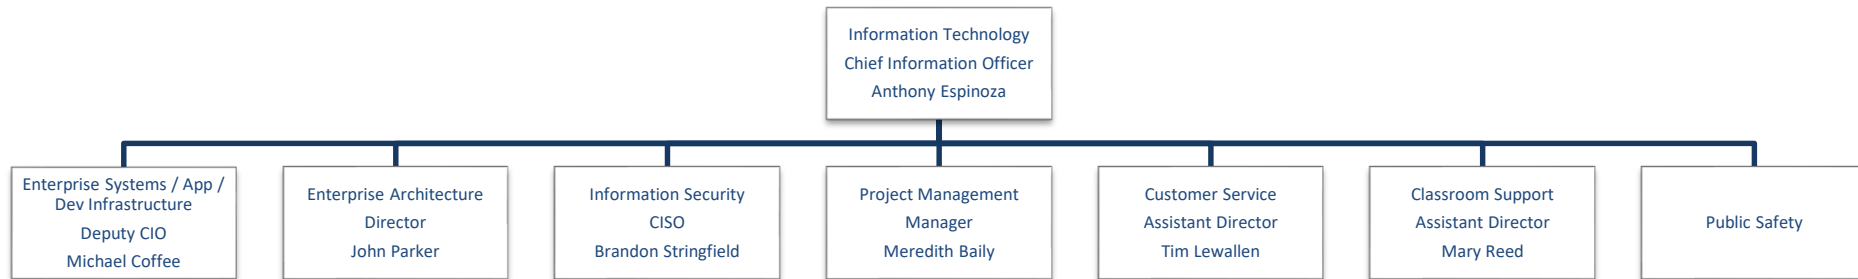 Information Technology
Chief Information Officer
Anthony Espinoza
Enterprise Systems / App /
Dev Infrastructure
Deputy CIO
Michael Coffee
Enterprise Architecture
Director
John Parker
Information Security
CISO
Brandon Stringfield
Project Management
Manager
Meredith Baily
Customer Service
Assistant Director
Tim Lewallen
Classroom Support
Assistant Director
Mary Reed
Public Safety